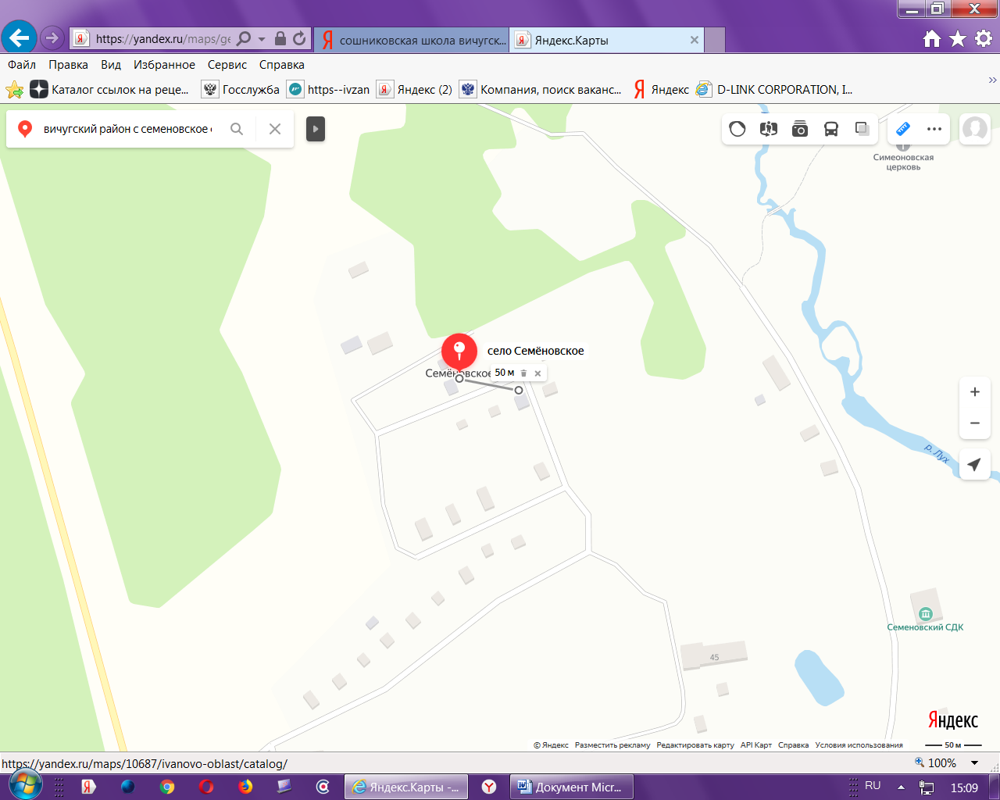 https://yandex.ru/maps/ge
сошниковская школа вичугск...
Яндекс.Карты
Файл Правка Вид Избранное Сервис Справка
Каталог ссылок на реце...
Госслужба
https--ivzan
Яндекс (2)
Компания, поиск ваканс...
Яндекс
D-LINK CORPORATION, I...
вичугский район с семеновское
Симеоновская
церковь
село Семёновское
Семёновское
50 м
р. Лух
Семеновский СДК
45
Яндекс
© Яндекс Разместить рекламу Редактировать карту API Карт Справка Условия использования 50 м
https://yandex.ru/maps/10687/ivanovo-oblast/catalog/
100%
Яндекс.Карты -...
Документ Micr...
RU
15:09